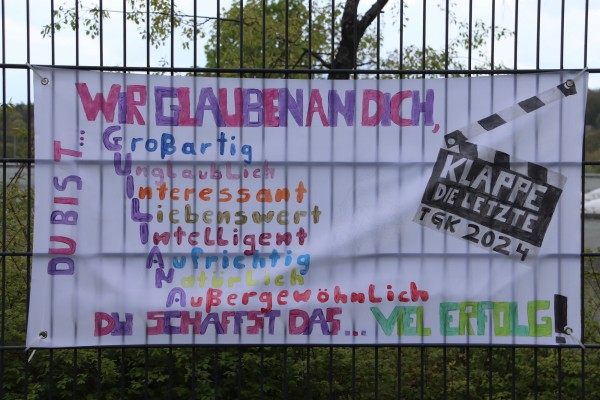 WIR GLAUBEN AN DICH,
DU BIST...
Großartig
Unglaublich
Interessant
Liebenswert
Intelligent
Aufrichtig
Natürlich
Außergewöhnlich
DU SCHAFFST DAS... VIEL ERFOLG!
KLAPPE
DIE LETZTE
TGK 2024